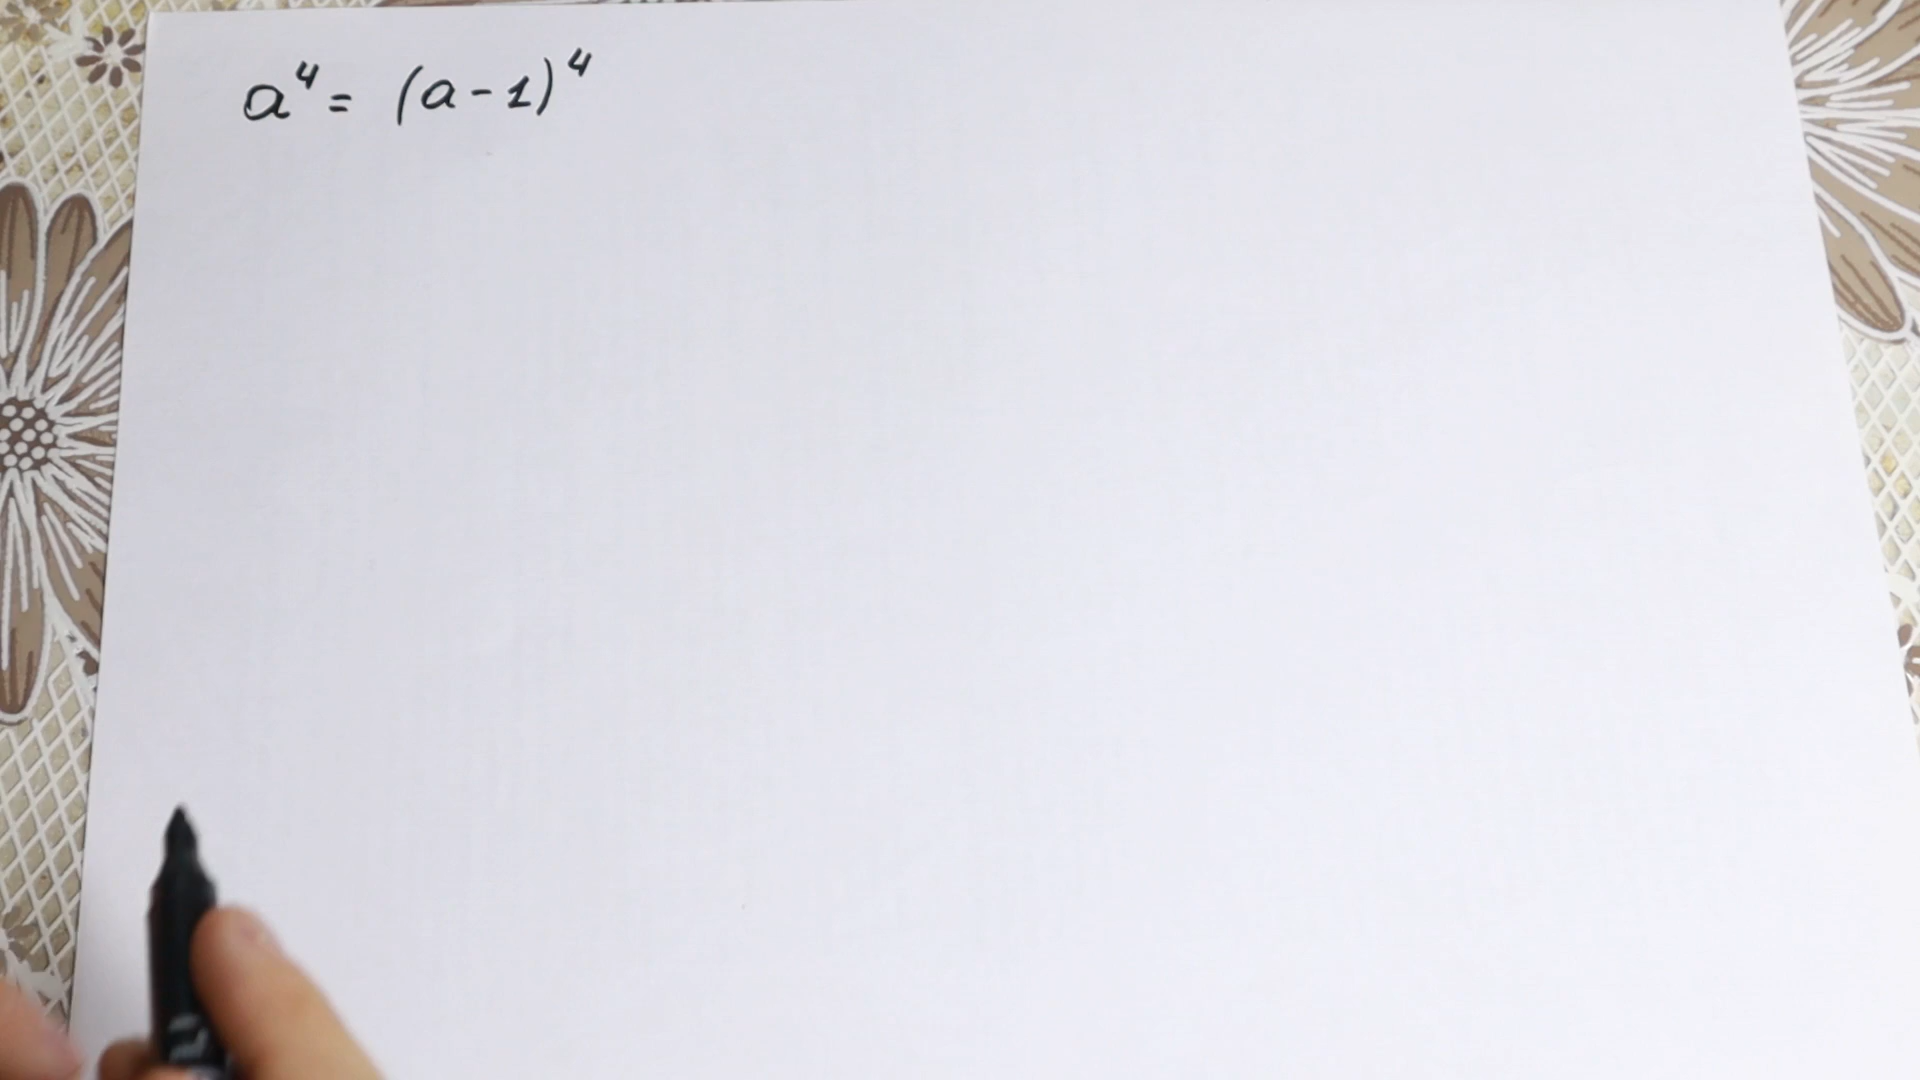 a⁴ = (a - 1)⁴